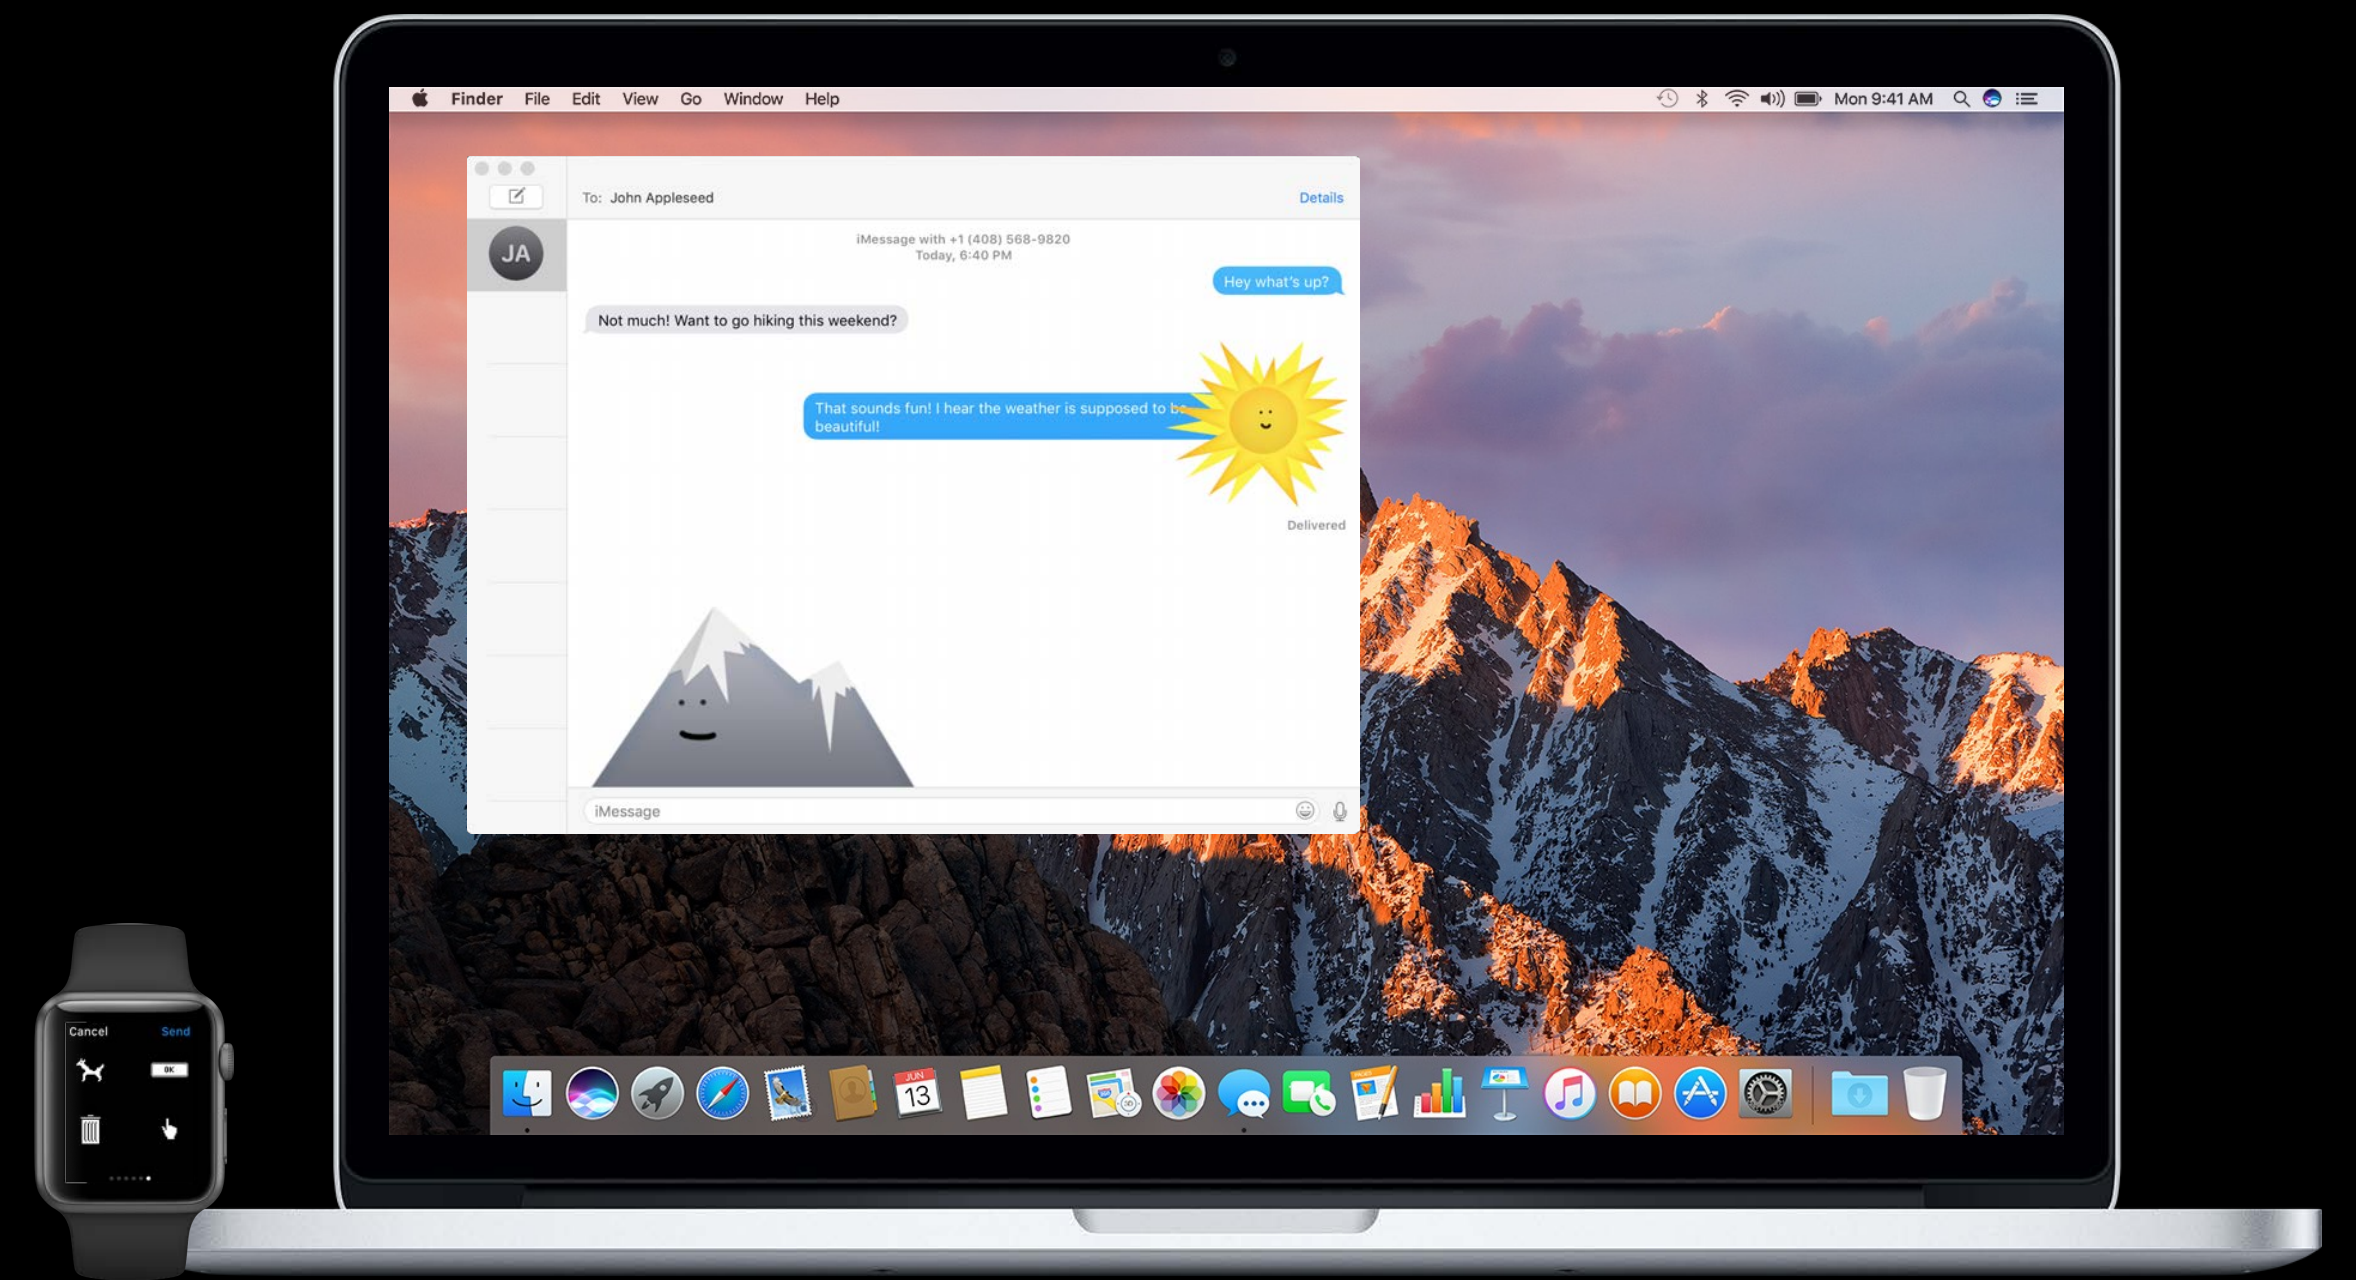 Finder File Edit View Go Window Help
Mon 9:41 AM
To: John Appleseed
Details
JA
iMessage with +1 (408) 568-9820
Today, 6:40 PM
Hey what's up?
Not much! Want to go hiking this weekend?
That sounds fun! I hear the weather is supposed to be
beautiful!
Delivered
iMessage
Cancel Send
OK
JUN
13
PAGES